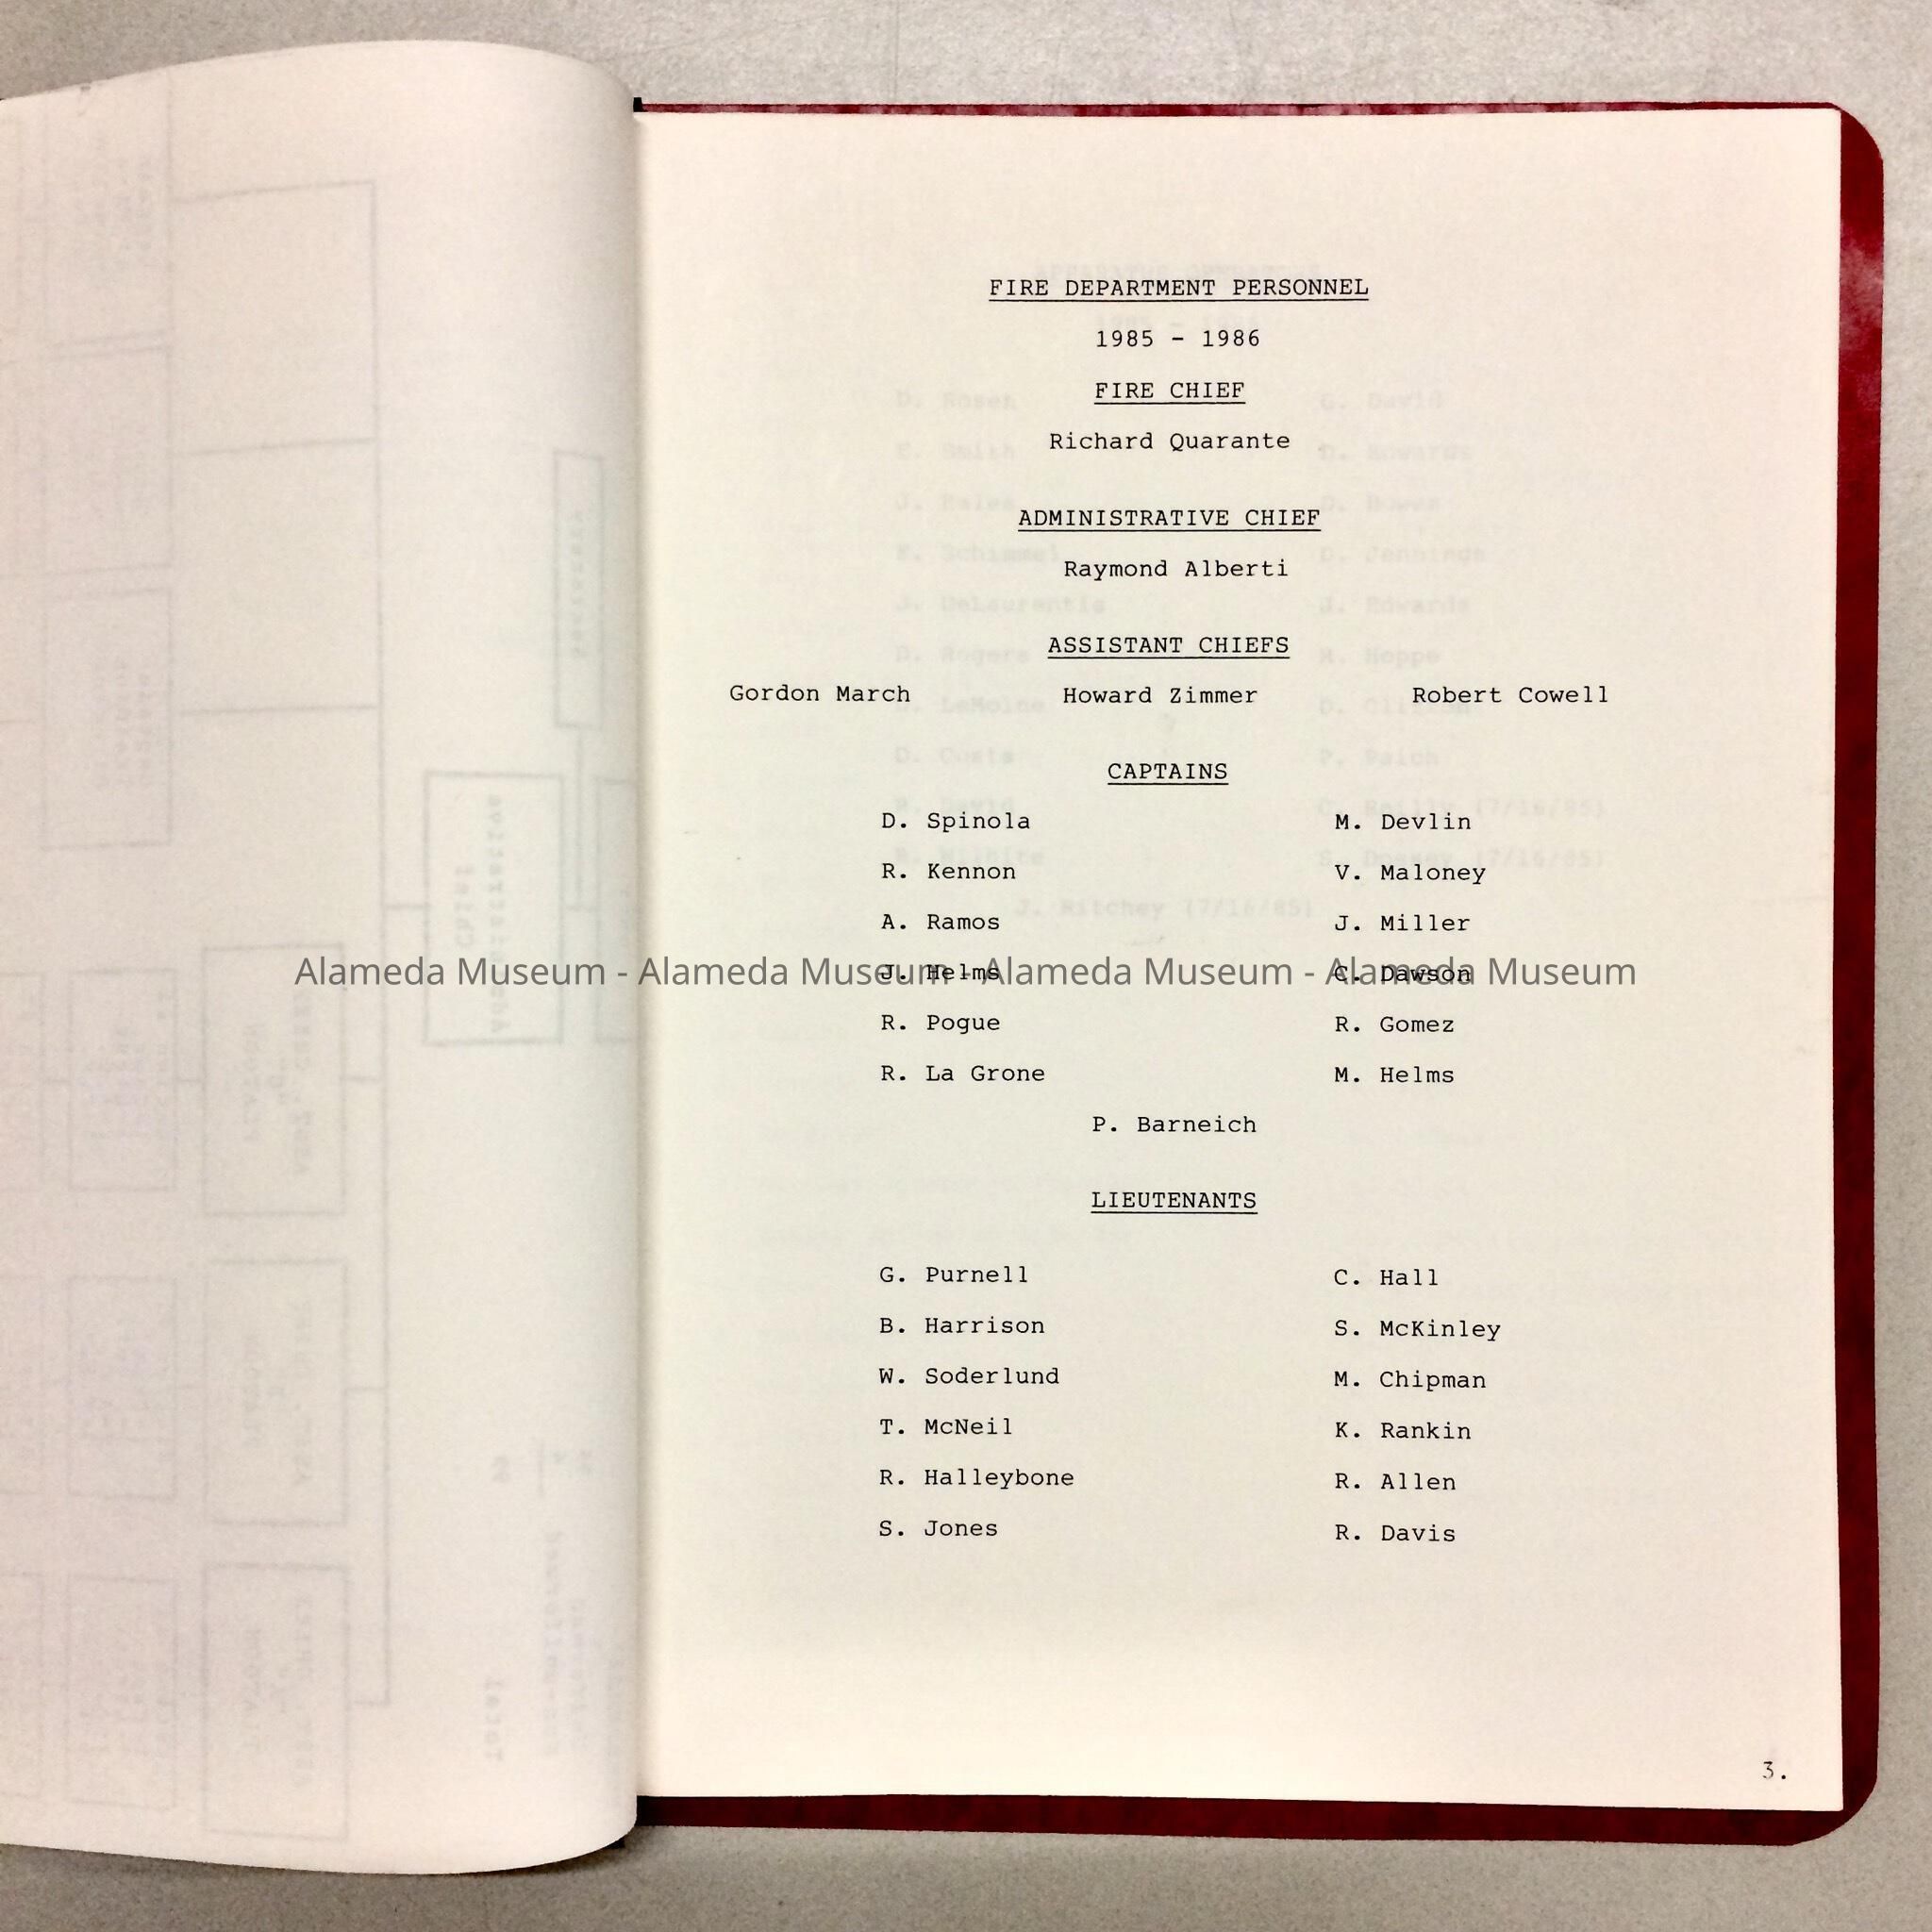 FIRE DEPARTMENT PERSONNEL
1985 - 1986
FIRE CHIEF
Richard Quarante
ADMINISTRATIVE CHIEF
Raymond Alberti
ASSISTANT CHIEFS
Gordon March Howard Zimmer Robert Cowell
CAPTAINS
D. Spinola M. Devlin
R. Kennon V. Maloney
A. Ramos J. Miller
J. Helms C. Dawson
Alameda Museum - Alameda Museum - Alameda Museum - Alameda Museum
R. Pogue R. Gomez
R. La Grone M. Helms
P. Barneich
LIEUTENANTS
G. Purnell C. Hall
B. Harrison S. McKinley
W. Soderlund M. Chipman
T. McNeil K. Rankin
R. Halleybone R. Allen
S. Jones R. Davis
3.